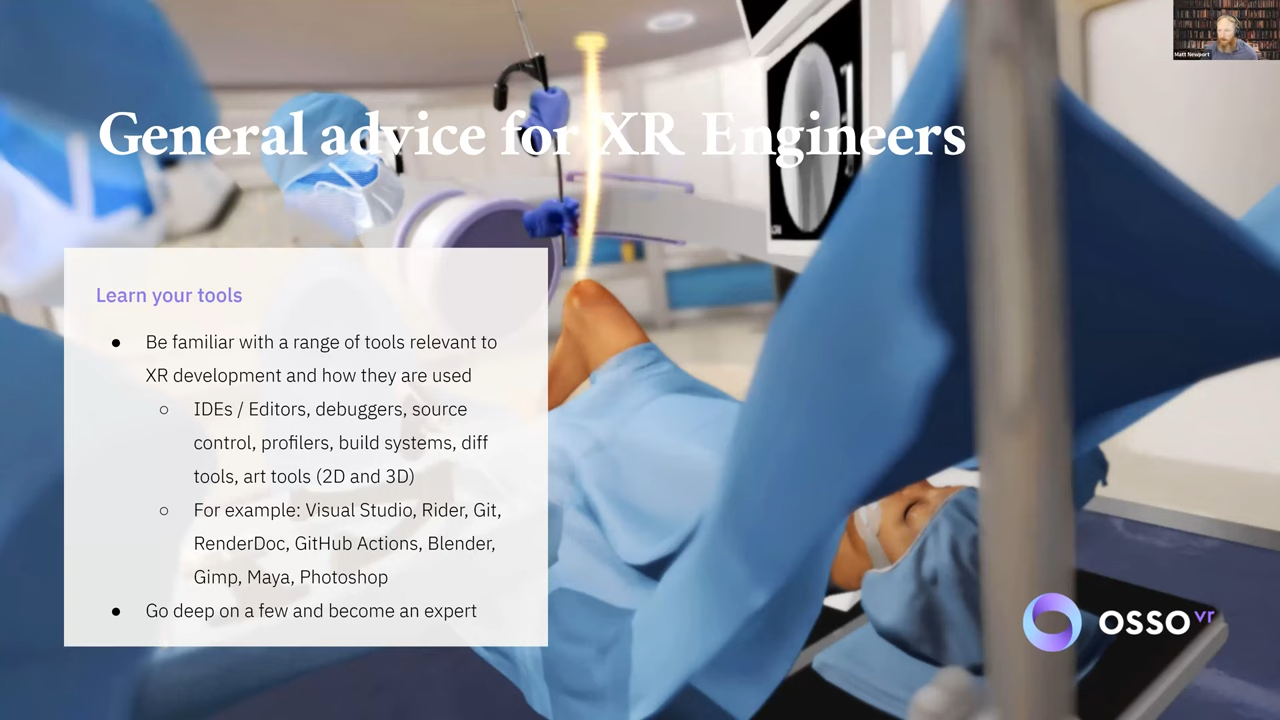 Matt Newport
General advice for XR Engineers
Learn your tools
● Be familiar with a range of tools relevant to
XR development and how they are used
○ IDEs / Editors, debuggers, source
control, profilers, build systems, diff
tools, art tools (2D and 3D)
○ For example: Visual Studio, Rider, Git,
RenderDoc, GitHub Actions, Blender,
Gimp, Maya, Photoshop
● Go deep on a few and become an expert
OSSO vr